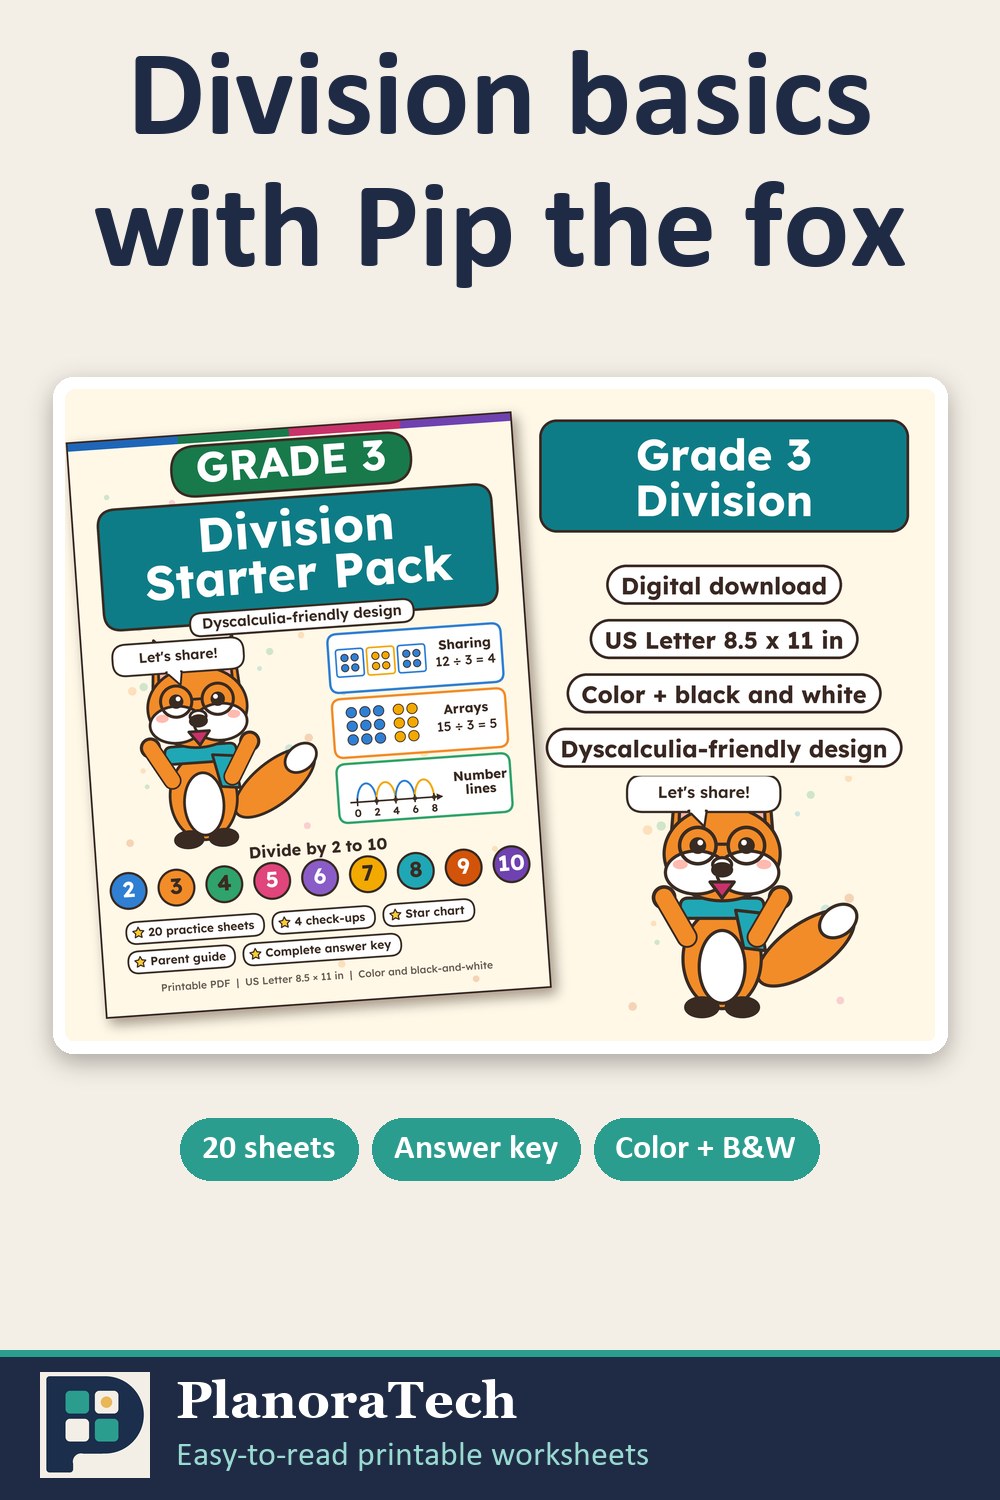 Division basics
with Pip the fox
GRADE 3
Division
Starter Pack
Dyscalculia-friendly design
Let's share!
Sharing
12 ÷ 3 = 4
Arrays
15 ÷ 3 = 5
Number
lines
0 2 4 6 8
Divide by 2 to 10
2 3 4 5 6 7 8 9 10
20 practice sheets
4 check-ups
Star chart
Parent guide
Complete answer key
Printable PDF | US Letter 8.5 × 11 in | Color and black-and-white
Grade 3
Division
Digital download
US Letter 8.5 x 11 in
Color + black and white
Dyscalculia-friendly design
Let's share!
20 sheets
Answer key
Color + B&W
PlanoraTech
Easy-to-read printable worksheets